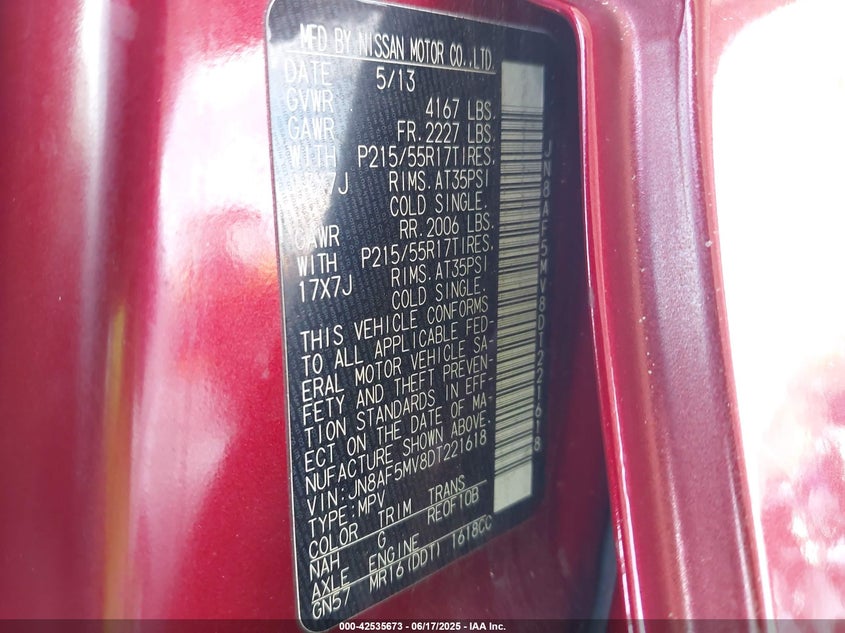 MFD BY NISSAN MOTOR CO.,LTD.
DATE 5/13
GVWR 4167 LBS.
GAWR FR. 2227 LBS.
WITH P215/55R17TIRES,
17X7J RIMS. AT35PSI
COLD SINGLE.
GAWR RR. 2006 LBS.
WITH P215/55R17TIRES,
17X7J RIMS. AT35PSI
COLD SINGLE.
THIS VEHICLE CONFORMS
TO ALL APPLICABLE FED-
ERAL MOTOR VEHICLE SA-
FETY AND THEFT PREVEN-
TION STANDARDS IN EFF-
ECT ON THE DATE OF MA-
NUFACTURE SHOWN ABOVE.
VIN:JN8AF5MV8DT221618
TYPE:MPV
COLOR TRIM TRANS
NAH G RE0F10B
AXLE ENGINE
GN57 MR16(DDT) 1618CC
JN8AF5MV8DT221618
000-42535673 - 06/17/2025 - IAA Inc.